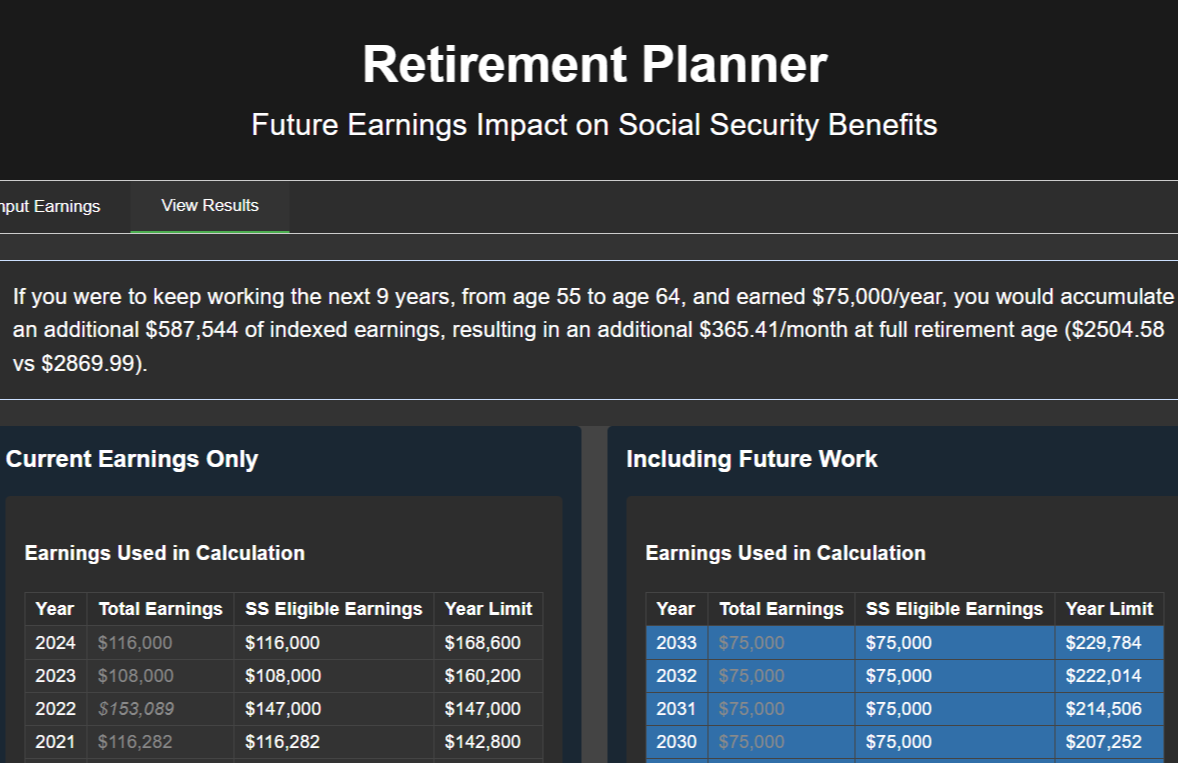 Retirement Planner
Future Earnings Impact on Social Security Benefits
nput Earnings View Results
If you were to keep working the next 9 years, from age 55 to age 64, and earned $75,000/year, you would accumulate
an additional $587,544 of indexed earnings, resulting in an additional $365.41/month at full retirement age ($2504.58
vs $2869.99).
Current Earnings Only
Earnings Used in Calculation
Year Total Earnings SS Eligible Earnings Year Limit
2024 $116,000 $116,000 $168,600
2023 $108,000 $108,000 $160,200
2022 $153,089 $147,000 $147,000
2021 $116,282 $116,282 $142,800
Including Future Work
Earnings Used in Calculation
Year Total Earnings SS Eligible Earnings Year Limit
2033 $75,000 $75,000 $229,784
2032 $75,000 $75,000 $222,014
2031 $75,000 $75,000 $214,506
2030 $75,000 $75,000 $207,252